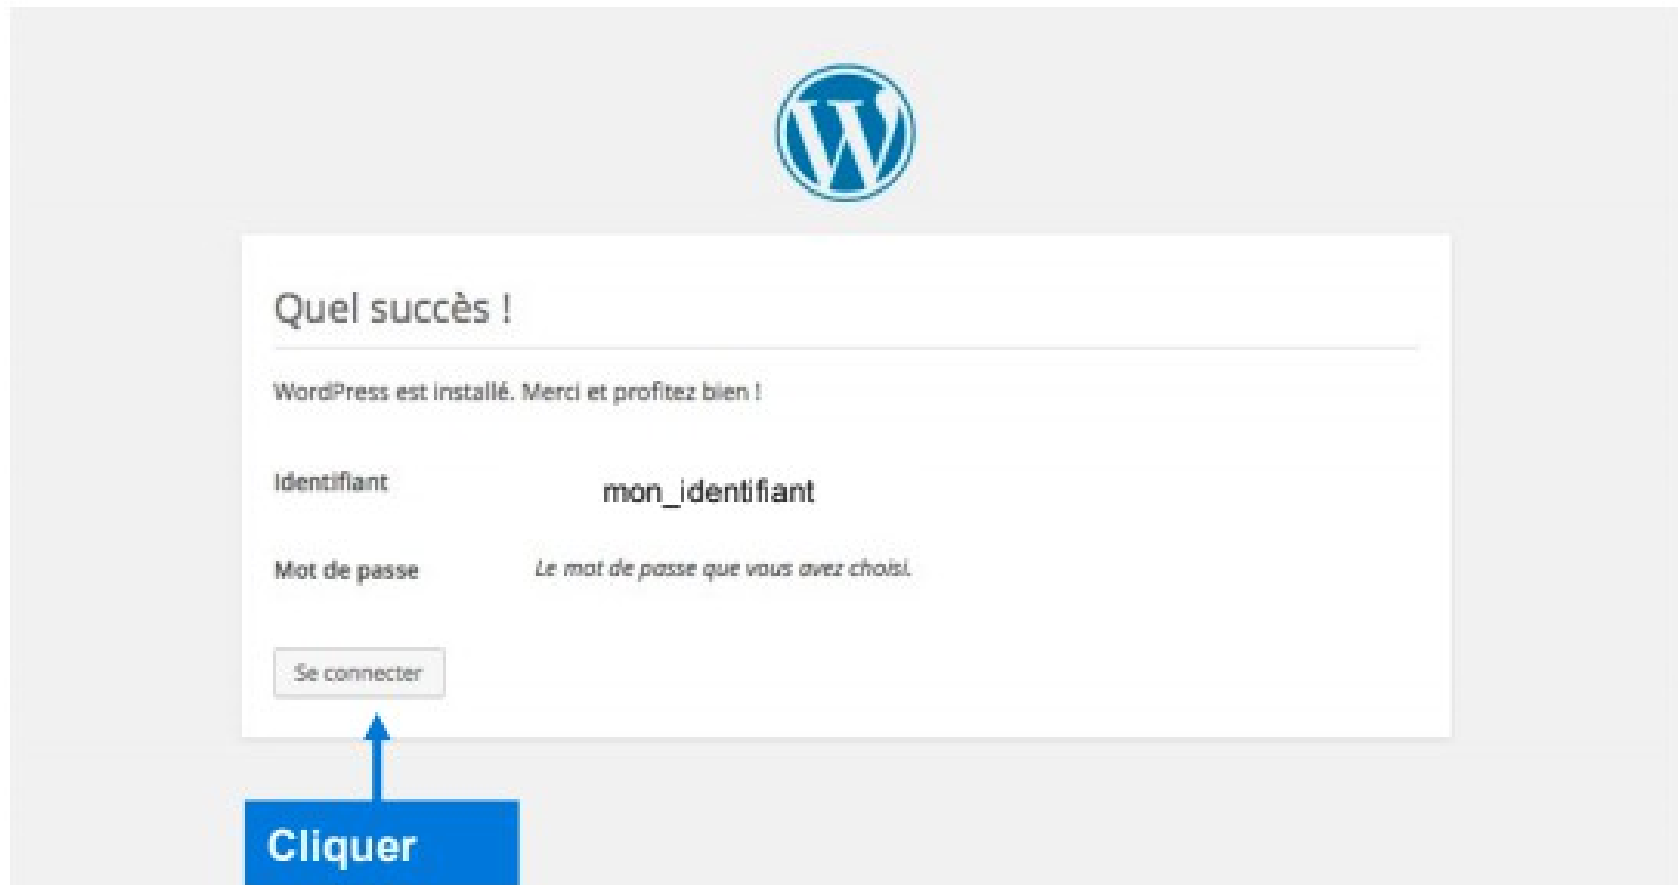 Quel succès !
WordPress est installé. Merci et profitez bien !
Identifiant mon_identifiant
Mot de passe Le mot de passe que vous avez choisi.
Se connecter
Cliquer